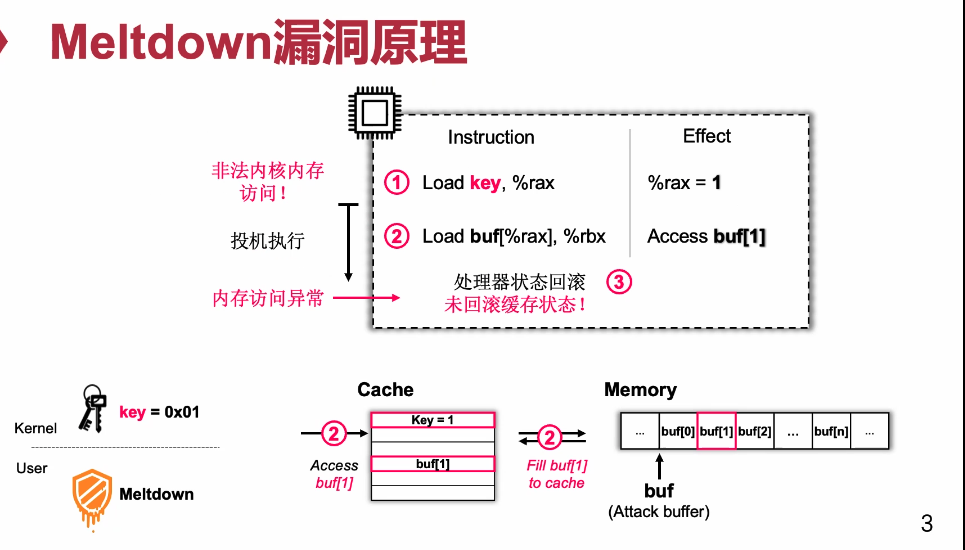 Meltdown漏洞原理
Instruction
Effect
非法内核内存
访问！
① Load key, %rax
%rax = 1
投机执行
② Load buf[%rax], %rbx
Access buf[1]
内存访问异常
处理器状态回滚 ③
未回滚缓存状态！
Kernel
key = 0x01
User
Meltdown
Cache
②
Access
buf[1]
Key = 1
buf[1]
②
Fill buf[1]
to cache
Memory
... buf[0] buf[1] buf[2] ... buf[n] ...
buf
(Attack buffer)
3